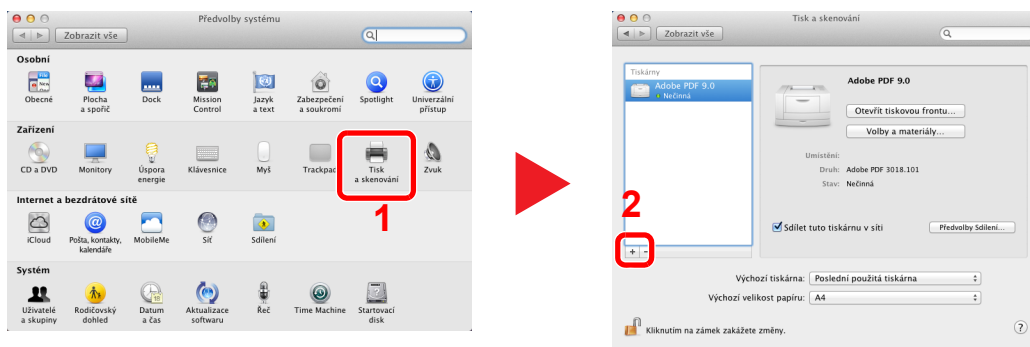 Předvolby systému
Zobrazit vše
Osobní
Obecné
Plocha
a spořič
Dock
Mission
Control
Jazyk
a text
Zabezpečení
a soukromí
Spotlight
Univerzální
přístup
Zařízení
CD a DVD
Monitory
Úspora
energie
Klávesnice
Myš
Trackpad
Tisk
a skenování
Zvuk
1
Internet a bezdrátové sítě
iCloud
Pošta, kontakty,
kalendáře
MobileMe
Síť
Sdílení
Systém
Uživatelé
a skupiny
Rodičovský
dohled
Datum
a čas
Aktualizace
softwaru
Řeč
Time Machine
Startovací
disk
Tisk a skenování
Zobrazit vše
Tiskárny
Adobe PDF 9.0
Nečinná
Adobe PDF 9.0
Otevřít tiskovou frontu...
Volby a materiály...
Umístění:
Druh: Adobe PDF 3018.101
Stav: Nečinná
2
Sdílet tuto tiskárnu v síti
Předvolby Sdílení...
+ -
Výchozí tiskárna: Poslední použitá tiskárna
Výchozí velikost papíru: A4
Kliknutím na zámek zakážete změny.
?